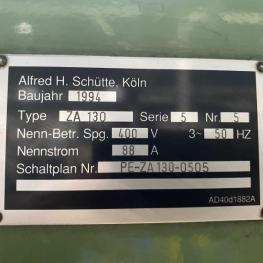 Alfred H. Schütte, Köln
Baujahr 1994
Type ZA 130 Serie 5 Nr. 5
Nenn-Betr. Spg. 400 V 3~ 50 HZ
Nennstrom 88 A
Schaltplan Nr. PE-ZA130-0505
AD40d1882A